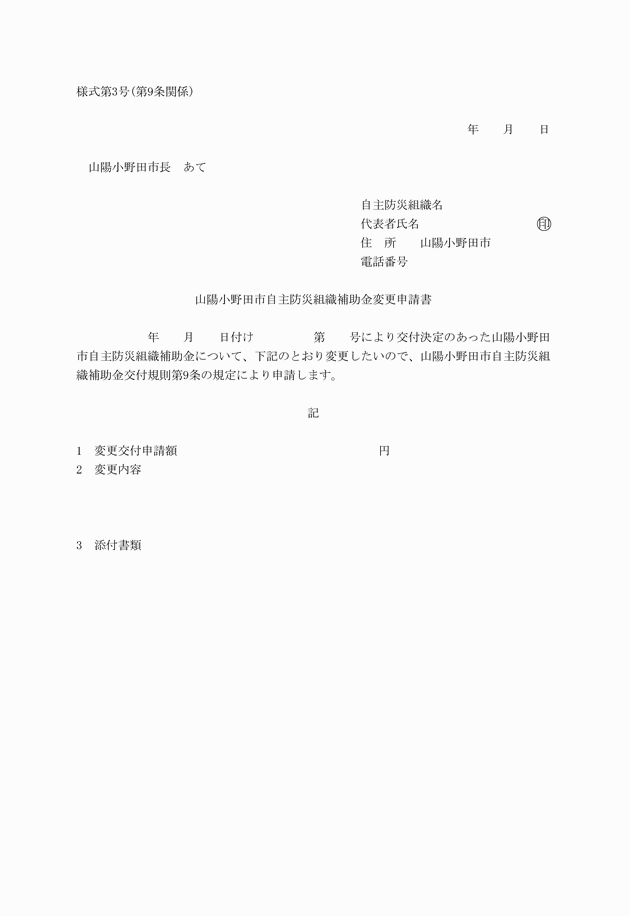 様式第3号(第9条関係)
年　　月　　日
山陽小野田市長　あて
自主防災組織名
代表者氏名　　　　　　　　　　㊞
住　所　　山陽小野田市
電話番号
山陽小野田市自主防災組織補助金変更申請書
年　　月　　日付け　　　　　第　　号により交付決定のあった山陽小野田
市自主防災組織補助金について、下記のとおり変更したいので、山陽小野田市自主防災組
織補助金交付規則第9条の規定により申請します。
記
1　変更交付申請額　　　　　　　　　　　　　　　　　円
2　変更内容
3　添付書類